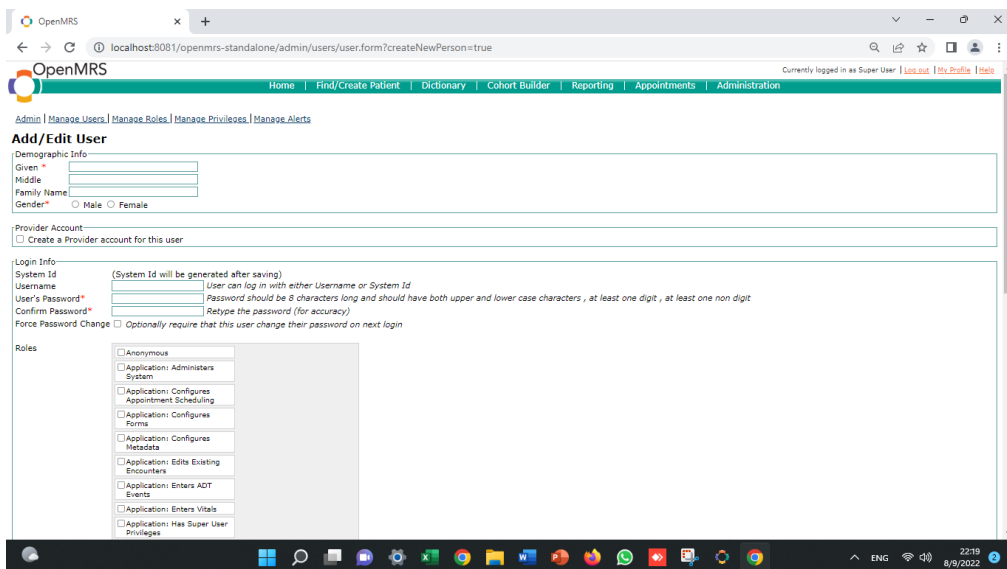 OpenMRS
localhost:8081/openmrs-standalone/admin/users/user.form?createNewPerson=true
OpenMRS
Currently logged in as Super User | Log out | My Profile | Help
Home | Find/Create Patient | Dictionary | Cohort Builder | Reporting | Appointments | Administration
Admin | Manage Users | Manage Roles | Manage Privileges | Manage Alerts
Add/Edit User
Demographic Info
Given *
Middle
Family Name
Gender* Male Female
Provider Account
Create a Provider account for this user
Login Info
System Id (System Id will be generated after saving)
Username User can log in with either Username or System Id
User's Password* Password should be 8 characters long and should have both upper and lower case characters , at least one digit , at least one non digit
Confirm Password* Retype the password (for accuracy)
Force Password Change Optionally require that this user change their password on next login
Roles
Anonymous
Application: Administers
System
Application: Configures
Appointment Scheduling
Application: Configures
Forms
Application: Configures
Metadata
Application: Edits Existing
Encounters
Application: Enters ADT
Events
Application: Enters Vitals
Application: Has Super User
Privileges
ENG
22:19
8/9/2022
2